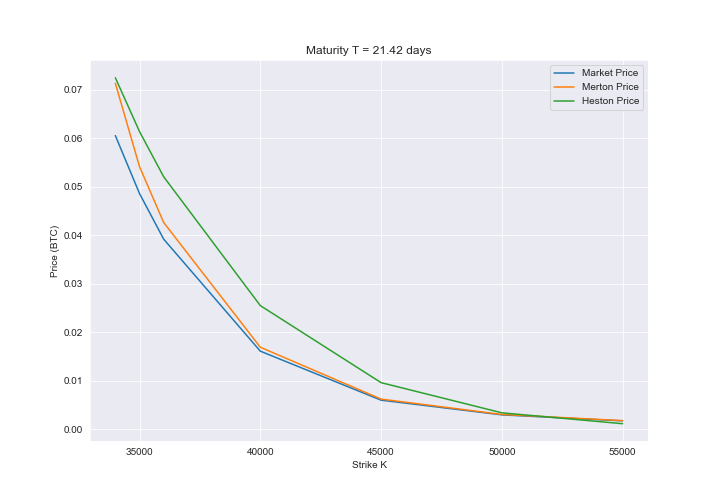 Maturity T = 21.42 days
Market Price
Merton Price
Heston Price
Price (BTC)
0.07
0.06
0.05
0.04
0.03
0.02
0.01
0.00
35000 40000 45000 50000 55000
Strike K